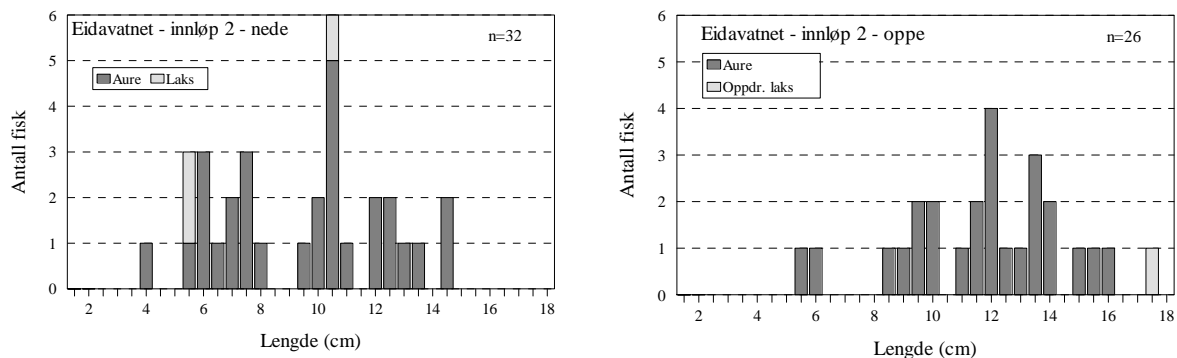 Eidavatnet - innløp 2 - nede
n=32
Aure Laks
Antall fisk
6
5
4
3
2
1
0
2 4 6 8 10 12 14 16 18
Lengde (cm)
Eidavatnet - innløp 2 - oppe
n=26
Aure
Oppdr. laks
Antall fisk
6
5
4
3
2
1
0
2 4 6 8 10 12 14 16 18
Lengde (cm)